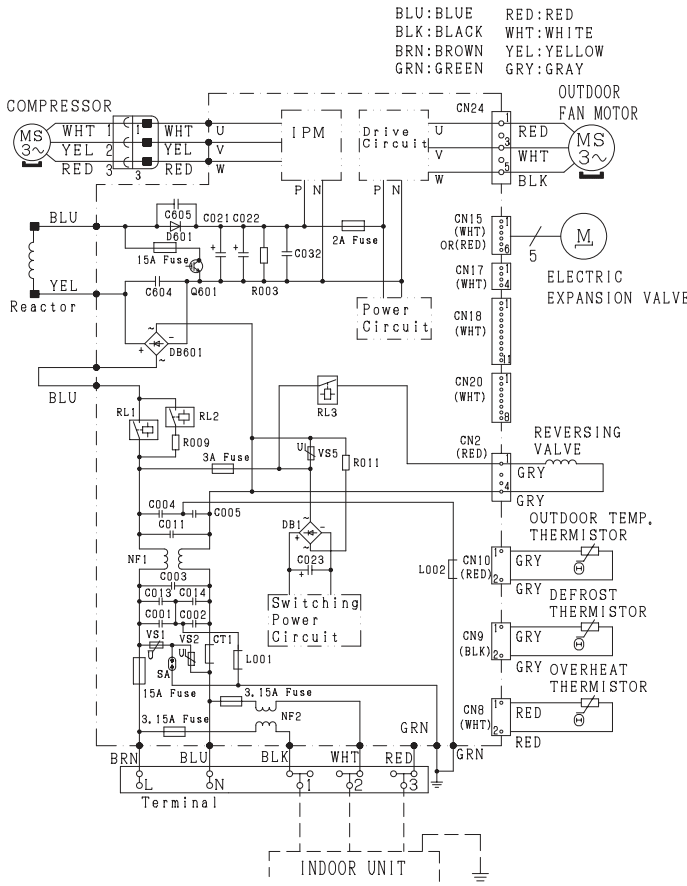 BLU:BLUE RED:RED
BLK:BLACK WHT:WHITE
BRN:BROWN YEL:YELLOW
GRN:GREEN GRY:GRAY
COMPRESSOR
MS
3~
WHT 1
YEL 2
RED 3
1
3
WHT
YEL
RED
U
V
W
IPM
P N
Drive
Circuit
P N
U
V
W
CN24
1
3
5
RED
WHT
BLK
OUTDOOR
FAN MOTOR
MS
3~
BLU
YEL
Reactor
C605
D601
15A Fuse
C604
Q601
C021 C022
+ +
R003
C032
2A Fuse
Power
Circuit
CN15
(WHT)
OR(RED)
1
6
5
M
ELECTRIC
EXPANSION VALVE
CN17
(WHT)
1
4
CN18
(WHT)
1
11
CN20
(WHT)
1
8
~
+ -
~
DB601
BLU
RL1
RL2
R009
RL3
3A Fuse
U
VS5
R011
CN2
(RED)
1
4
GRY
GRY
REVERSING
VALVE
C004
C005
C011
NF1
C003
C013 C014
C001 C002
~
DB1
+ -
~
C023
+
Switching
Power
Circuit
L002
CN10
(RED)
1
2
GRY
GRY
OUTDOOR TEMP.
THERMISTOR
θ
CN9
(BLK)
1
2
GRY
GRY
DEFROST
THERMISTOR
θ
CN8
(WHT)
1
2
RED
RED
OVERHEAT
THERMISTOR
θ
VS1
U
VS2
U
SA
CT1
L001
15A Fuse
3.15A Fuse
3.15A Fuse
NF2
GRN
GRN
BRN BLU BLK WHT RED
L N 1 2 3
Terminal
INDOOR UNIT